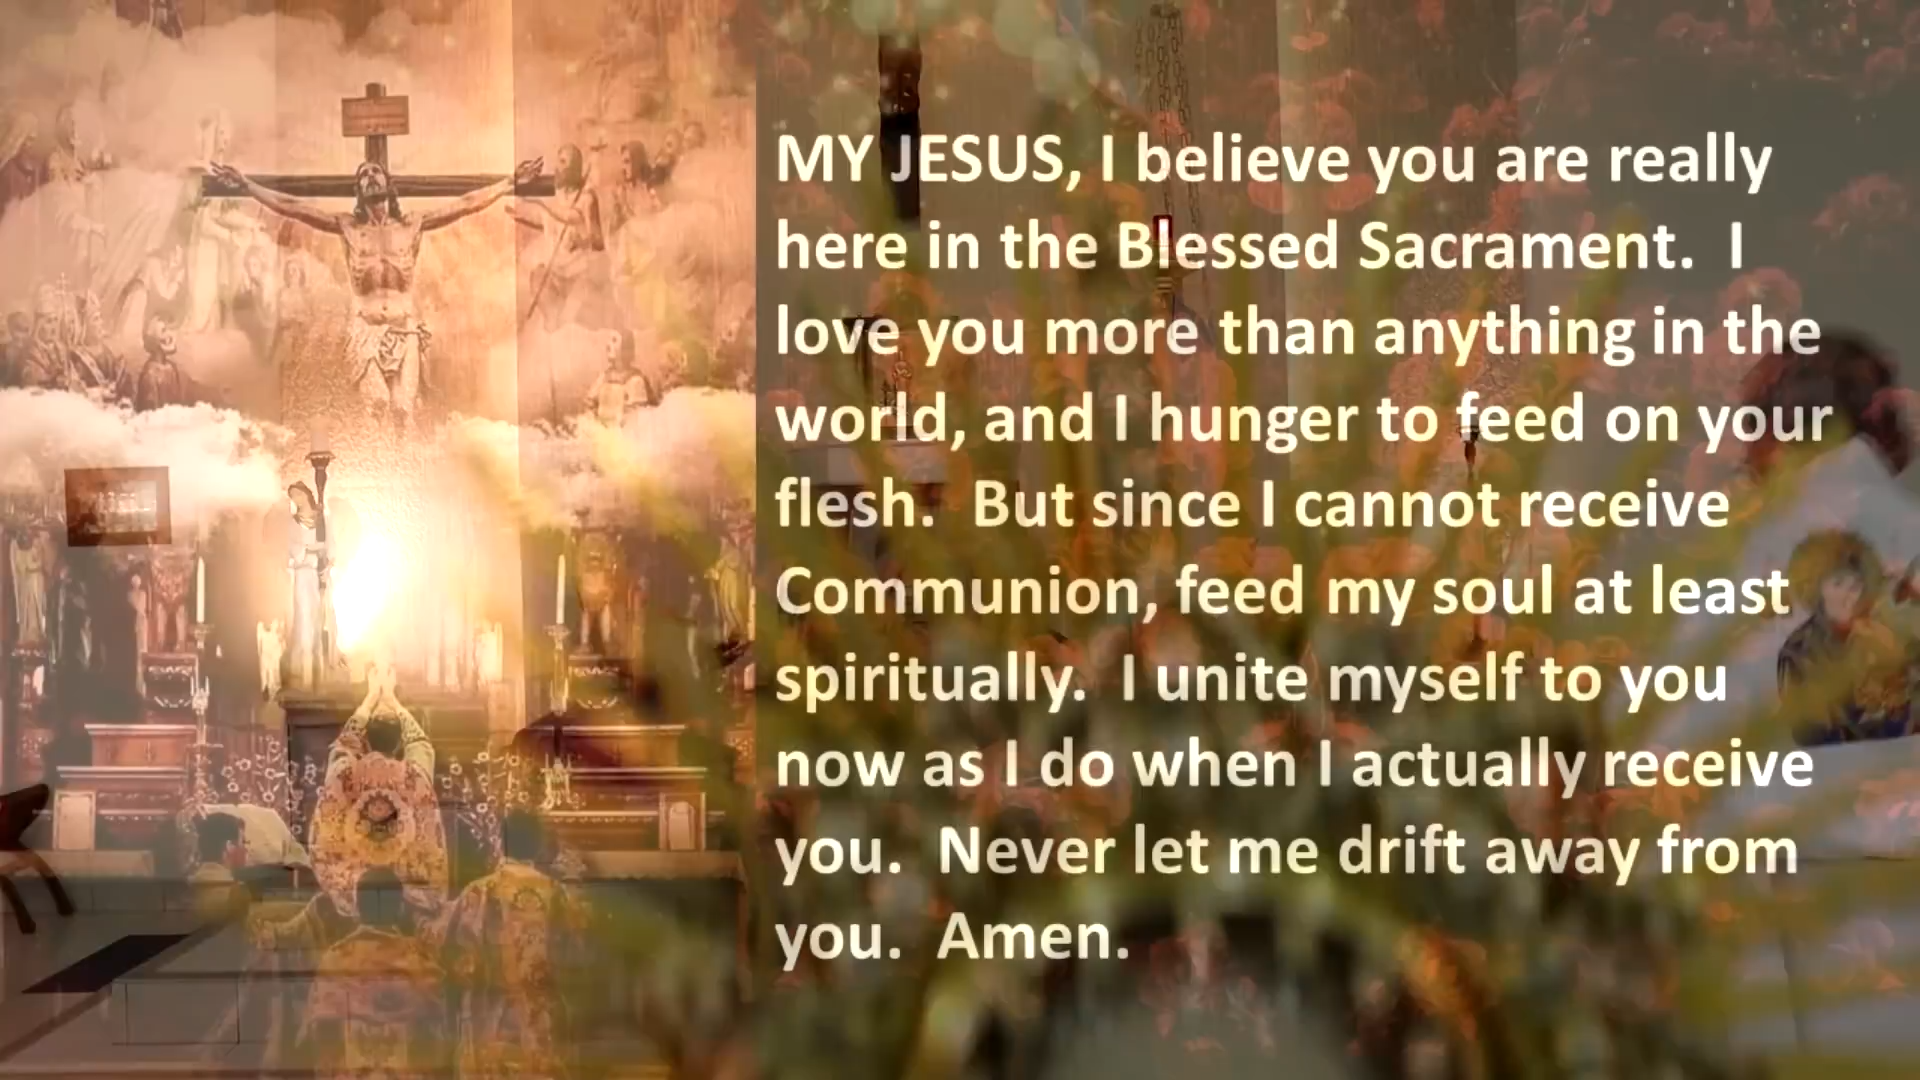 MY JESUS, I believe you are really
here in the Blessed Sacrament.  I
love you more than anything in the
world, and I hunger to feed on your
flesh.  But since I cannot receive
Communion, feed my soul at least
spiritually.  I unite myself to you
now as I do when I actually receive
you.  Never let me drift away from
you.  Amen.